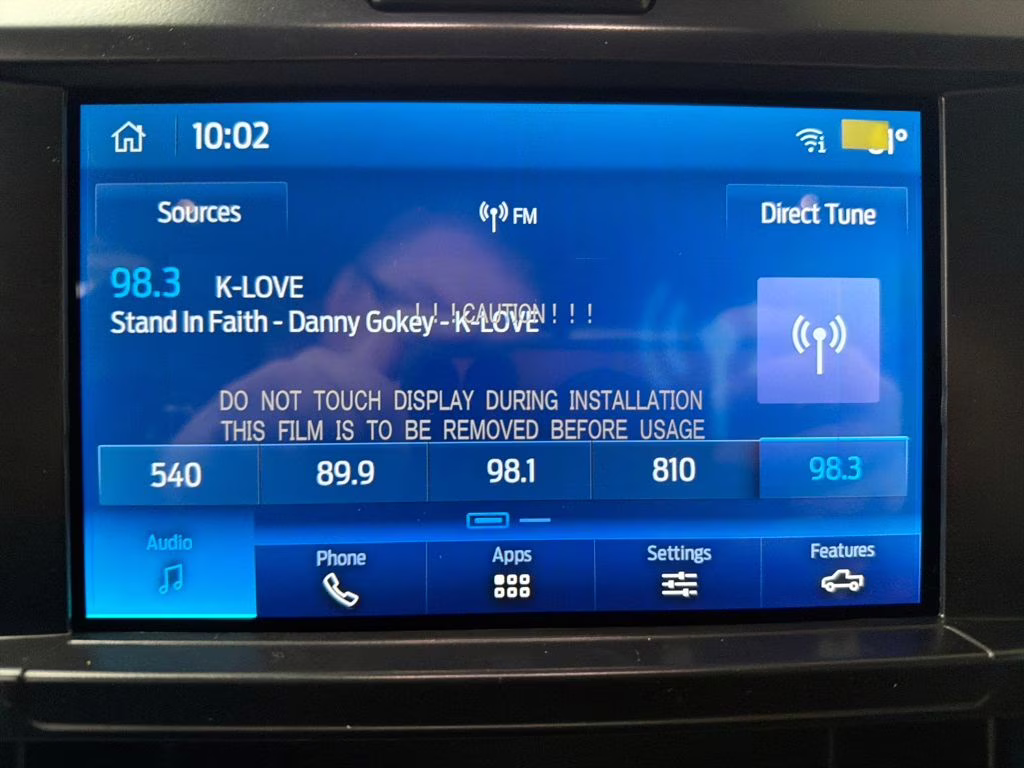 10:02
Sources
FM
Direct Tune
98.3 K-LOVE
! ! !CAUTION! ! !
Stand In Faith - Danny Gokey - K-LOVE
DO NOT TOUCH DISPLAY DURING INSTALLATION
THIS FILM IS TO BE REMOVED BEFORE USAGE
540 89.9 98.1 810 98.3
Audio Phone Apps Settings Features